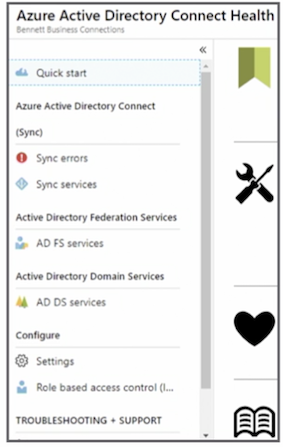 Azure Active Directory Connect Health
Bennett Business Connections
«
Quick start
Azure Active Directory Connect
(Sync)
Sync errors
Sync services
Active Directory Federation Services
AD FS services
Active Directory Domain Services
AD DS services
Configure
Settings
Role based access control (I...
TROUBLESHOOTING + SUPPORT